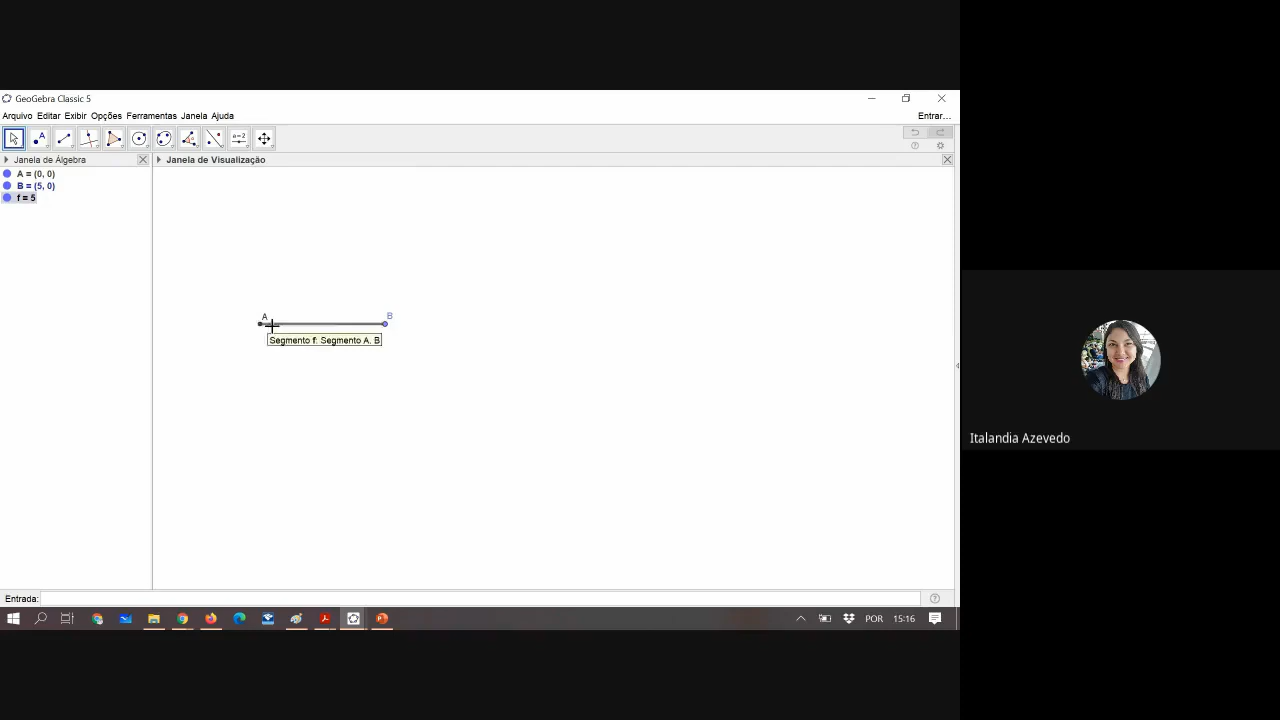 GeoGebra Classic 5
Arquivo Editar Exibir Opções Ferramentas Janela Ajuda
Entrar...
a=2
Janela de Álgebra
Janela de Visualização
A = (0, 0)
B = (5, 0)
f = 5
A
B
Segmento f: Segmento A, B
Italandia Azevedo
Entrada:
POR
15:16